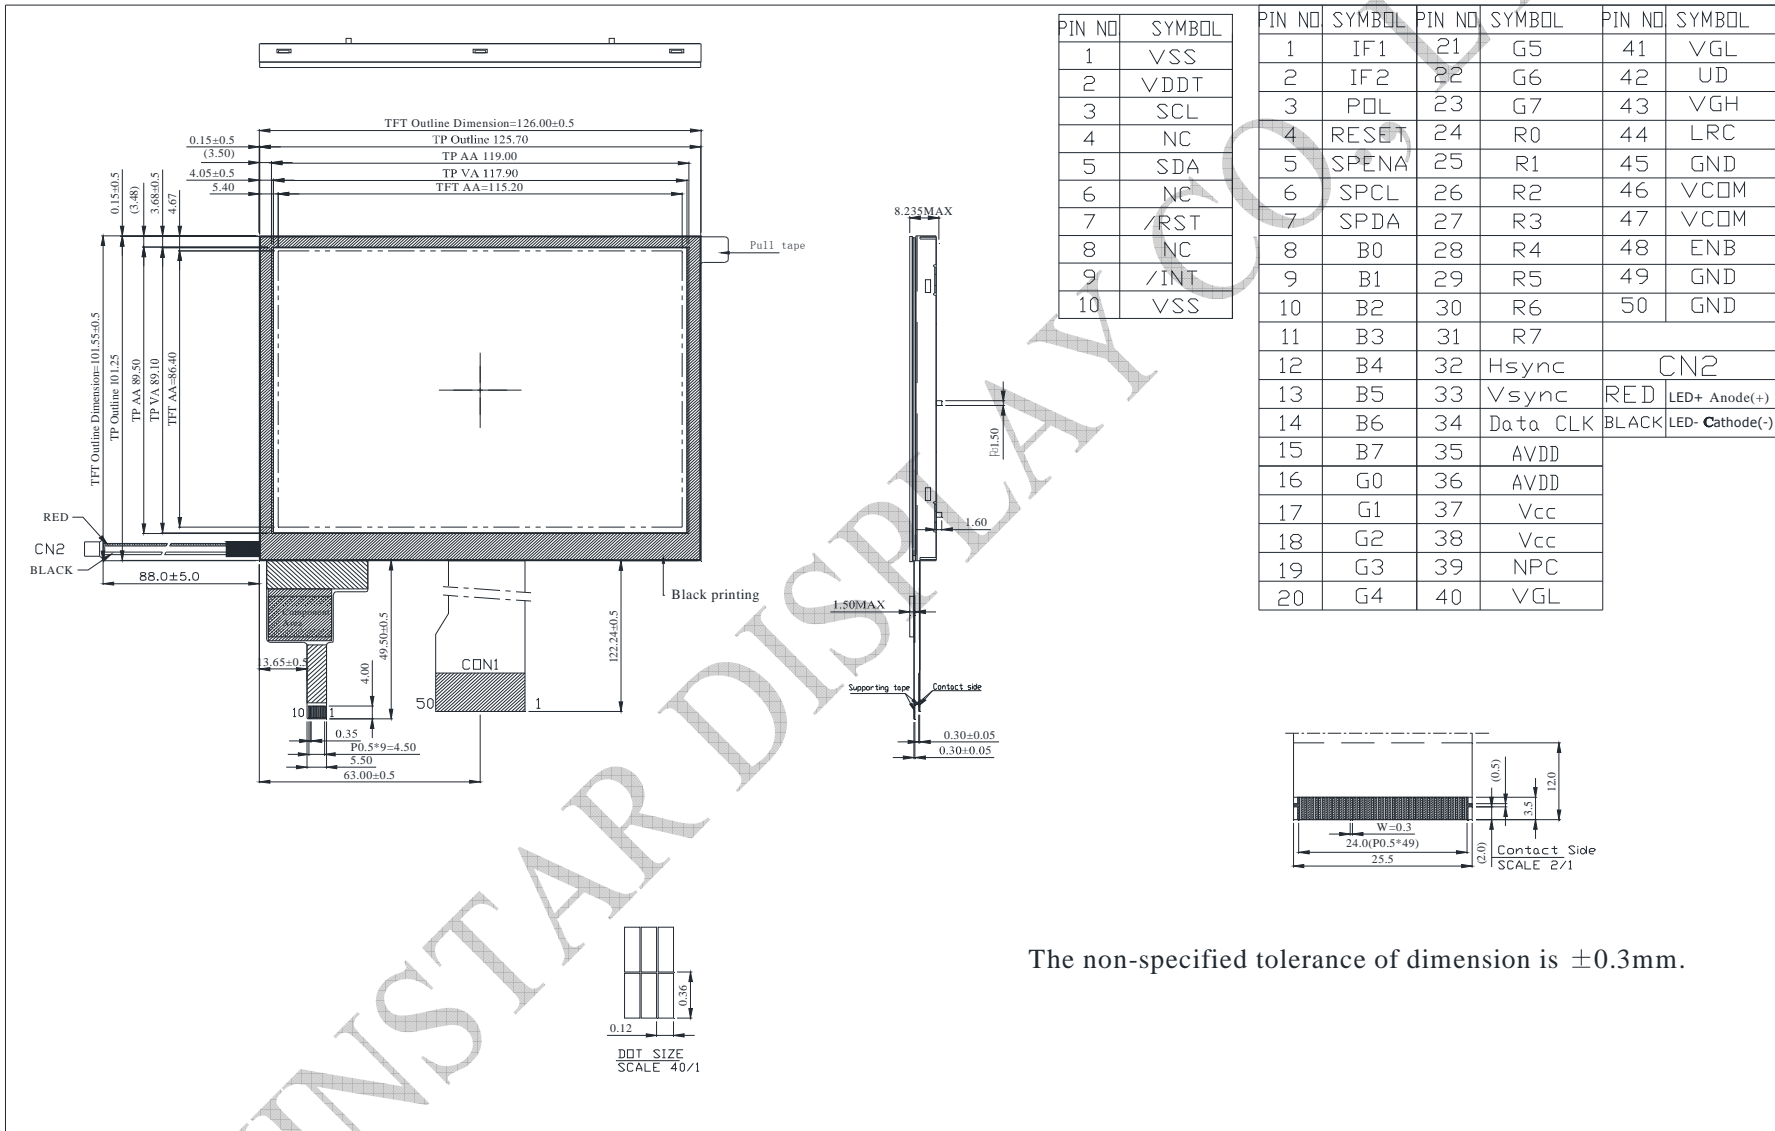 TFT Outline Dimension=126.00±0.5
0.15±0.5
TP Outline 125.70
(3.50)
TP AA 119.00
4.05±0.5
TP VA 117.90
5.40
TFT AA=115.20
0.15±0.5
(3.48)
3.68±0.5
4.67
Pull tape
TFT Outline Dimension=101.55±0.5
TP Outline 101.25
TP AA 89.50
TP VA 89.10
TFT AA=86.40
RED
CN2
BLACK
88.0±5.0
Black printing
Component
Area
13.65±0.5
4.00
49.50±0.5
CON1
122.24±0.5
10 1
50 1
0.35
P0.5*9=4.50
5.50
63.00±0.5
8.235MAX
1.50
1.60
1.50MAX
Supporting tape
Contact side
0.30±0.05
0.30±0.05
PIN NO SYMBOL
1 VSS
2 VDDT
3 SCL
4 NC
5 SDA
6 NC
7 /RST
8 NC
9 /INT
10 VSS
PIN NO. SYMBOL PIN NO. SYMBOL PIN NO SYMBOL
1 IF1 21 G5 41 VGL
2 IF2 22 G6 42 UD
3 POL 23 G7 43 VGH
4 RESET 24 R0 44 LRC
5 SPENA 25 R1 45 GND
6 SPCL 26 R2 46 VCOM
7 SPDA 27 R3 47 VCOM
8 B0 28 R4 48 ENB
9 B1 29 R5 49 GND
10 B2 30 R6 50 GND
11 B3 31 R7
12 B4 32 Hsync CN2
13 B5 33 Vsync RED LED+ Anode(+)
14 B6 34 Data CLK BLACK LED- Cathode(-)
15 B7 35 AVDD
16 G0 36 AVDD
17 G1 37 Vcc
18 G2 38 Vcc
19 G3 39 NPC
20 G4 40 VGL
(0.5)
12.0
3.5
W=0.3
24.0(P0.5*49)
25.5
(2.0)
Contact Side
SCALE 2/1
0.36
0.12
DOT SIZE
SCALE 40/1
The non-specified tolerance of dimension is ±0.3mm.
INSTAR DISPLAY CO., L